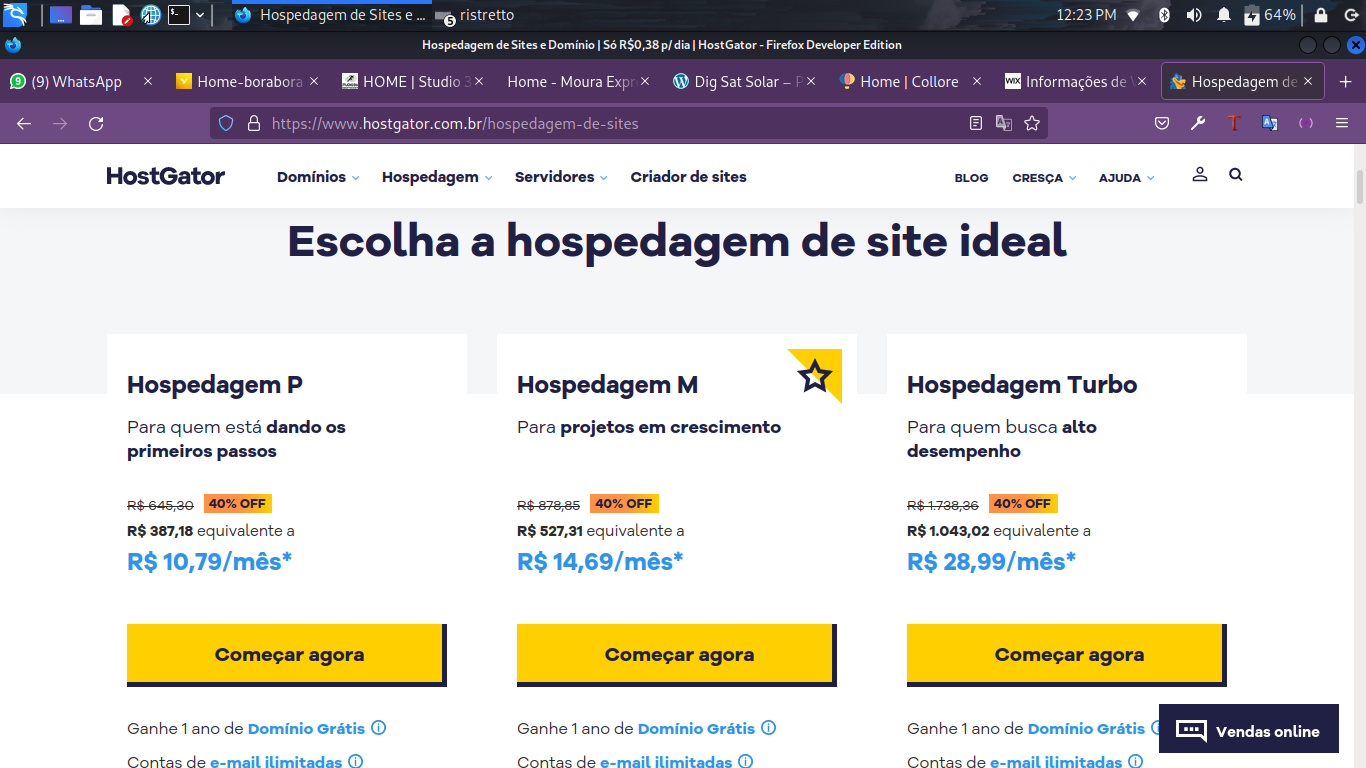 Hospedagem de Sites e ...
5
ristretto
12:23 PM
64%
Hospedagem de Sites e Domínio | Só R$0,38 p/ dia | HostGator - Firefox Developer Edition
9
(9) WhatsApp
Home-borabora
HOME | Studio 3
Home - Moura Expr
Dig Sat Solar – P
Home | Collore
WIX
Informações de V
Hospedagem de
https://www.hostgator.com.br/hospedagem-de-sites
HostGator
Domínios
Hospedagem
Servidores
Criador de sites
BLOG
CRESÇA
AJUDA
Escolha a hospedagem de site ideal
Hospedagem P
Para quem está dando os
primeiros passos
R$ 645,30 40% OFF
R$ 387,18 equivalente a
R$ 10,79/mês*
Começar agora
Ganhe 1 ano de Domínio Grátis
Contas de e-mail ilimitadas
Hospedagem M
Para projetos em crescimento
R$ 878,85 40% OFF
R$ 527,31 equivalente a
R$ 14,69/mês*
Começar agora
Ganhe 1 ano de Domínio Grátis
Contas de e-mail ilimitadas
Hospedagem Turbo
Para quem busca alto
desempenho
R$ 1.738,36 40% OFF
R$ 1.043,02 equivalente a
R$ 28,99/mês*
Começar agora
Ganhe 1 ano de Domínio Grátis
Contas de e-mail ilimitadas
Vendas online